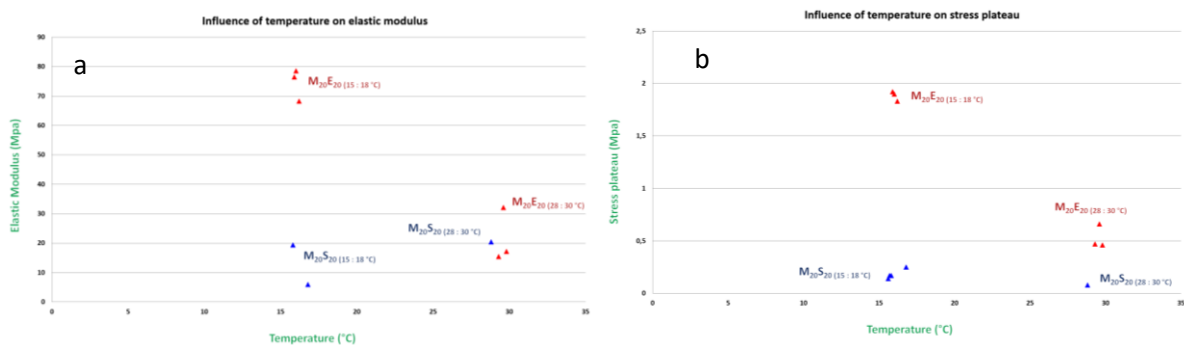 Influence of temperature on elastic modulus
a
90
80
70
60
50
40
30
20
10
0
Elastic Modulus (Mpa)
M20E20 (15 : 18 °C)
M20E20 (28 : 30 °C)
M20S20 (28 : 30 °C)
M20S20 (15 : 18 °C)
0 5 10 15 20 25 30 35
Temperature (°C)
Influence of temperature on stress plateau
b
2,5
2
1,5
1
0,5
0
Stress plateau (Mpa)
M20E20 (15 : 18 °C)
M20E20 (28 : 30 °C)
M20S20 (15 : 18 °C)
M20S20 (28 : 30 °C)
0 5 10 15 20 25 30 35
Temperature (°C)